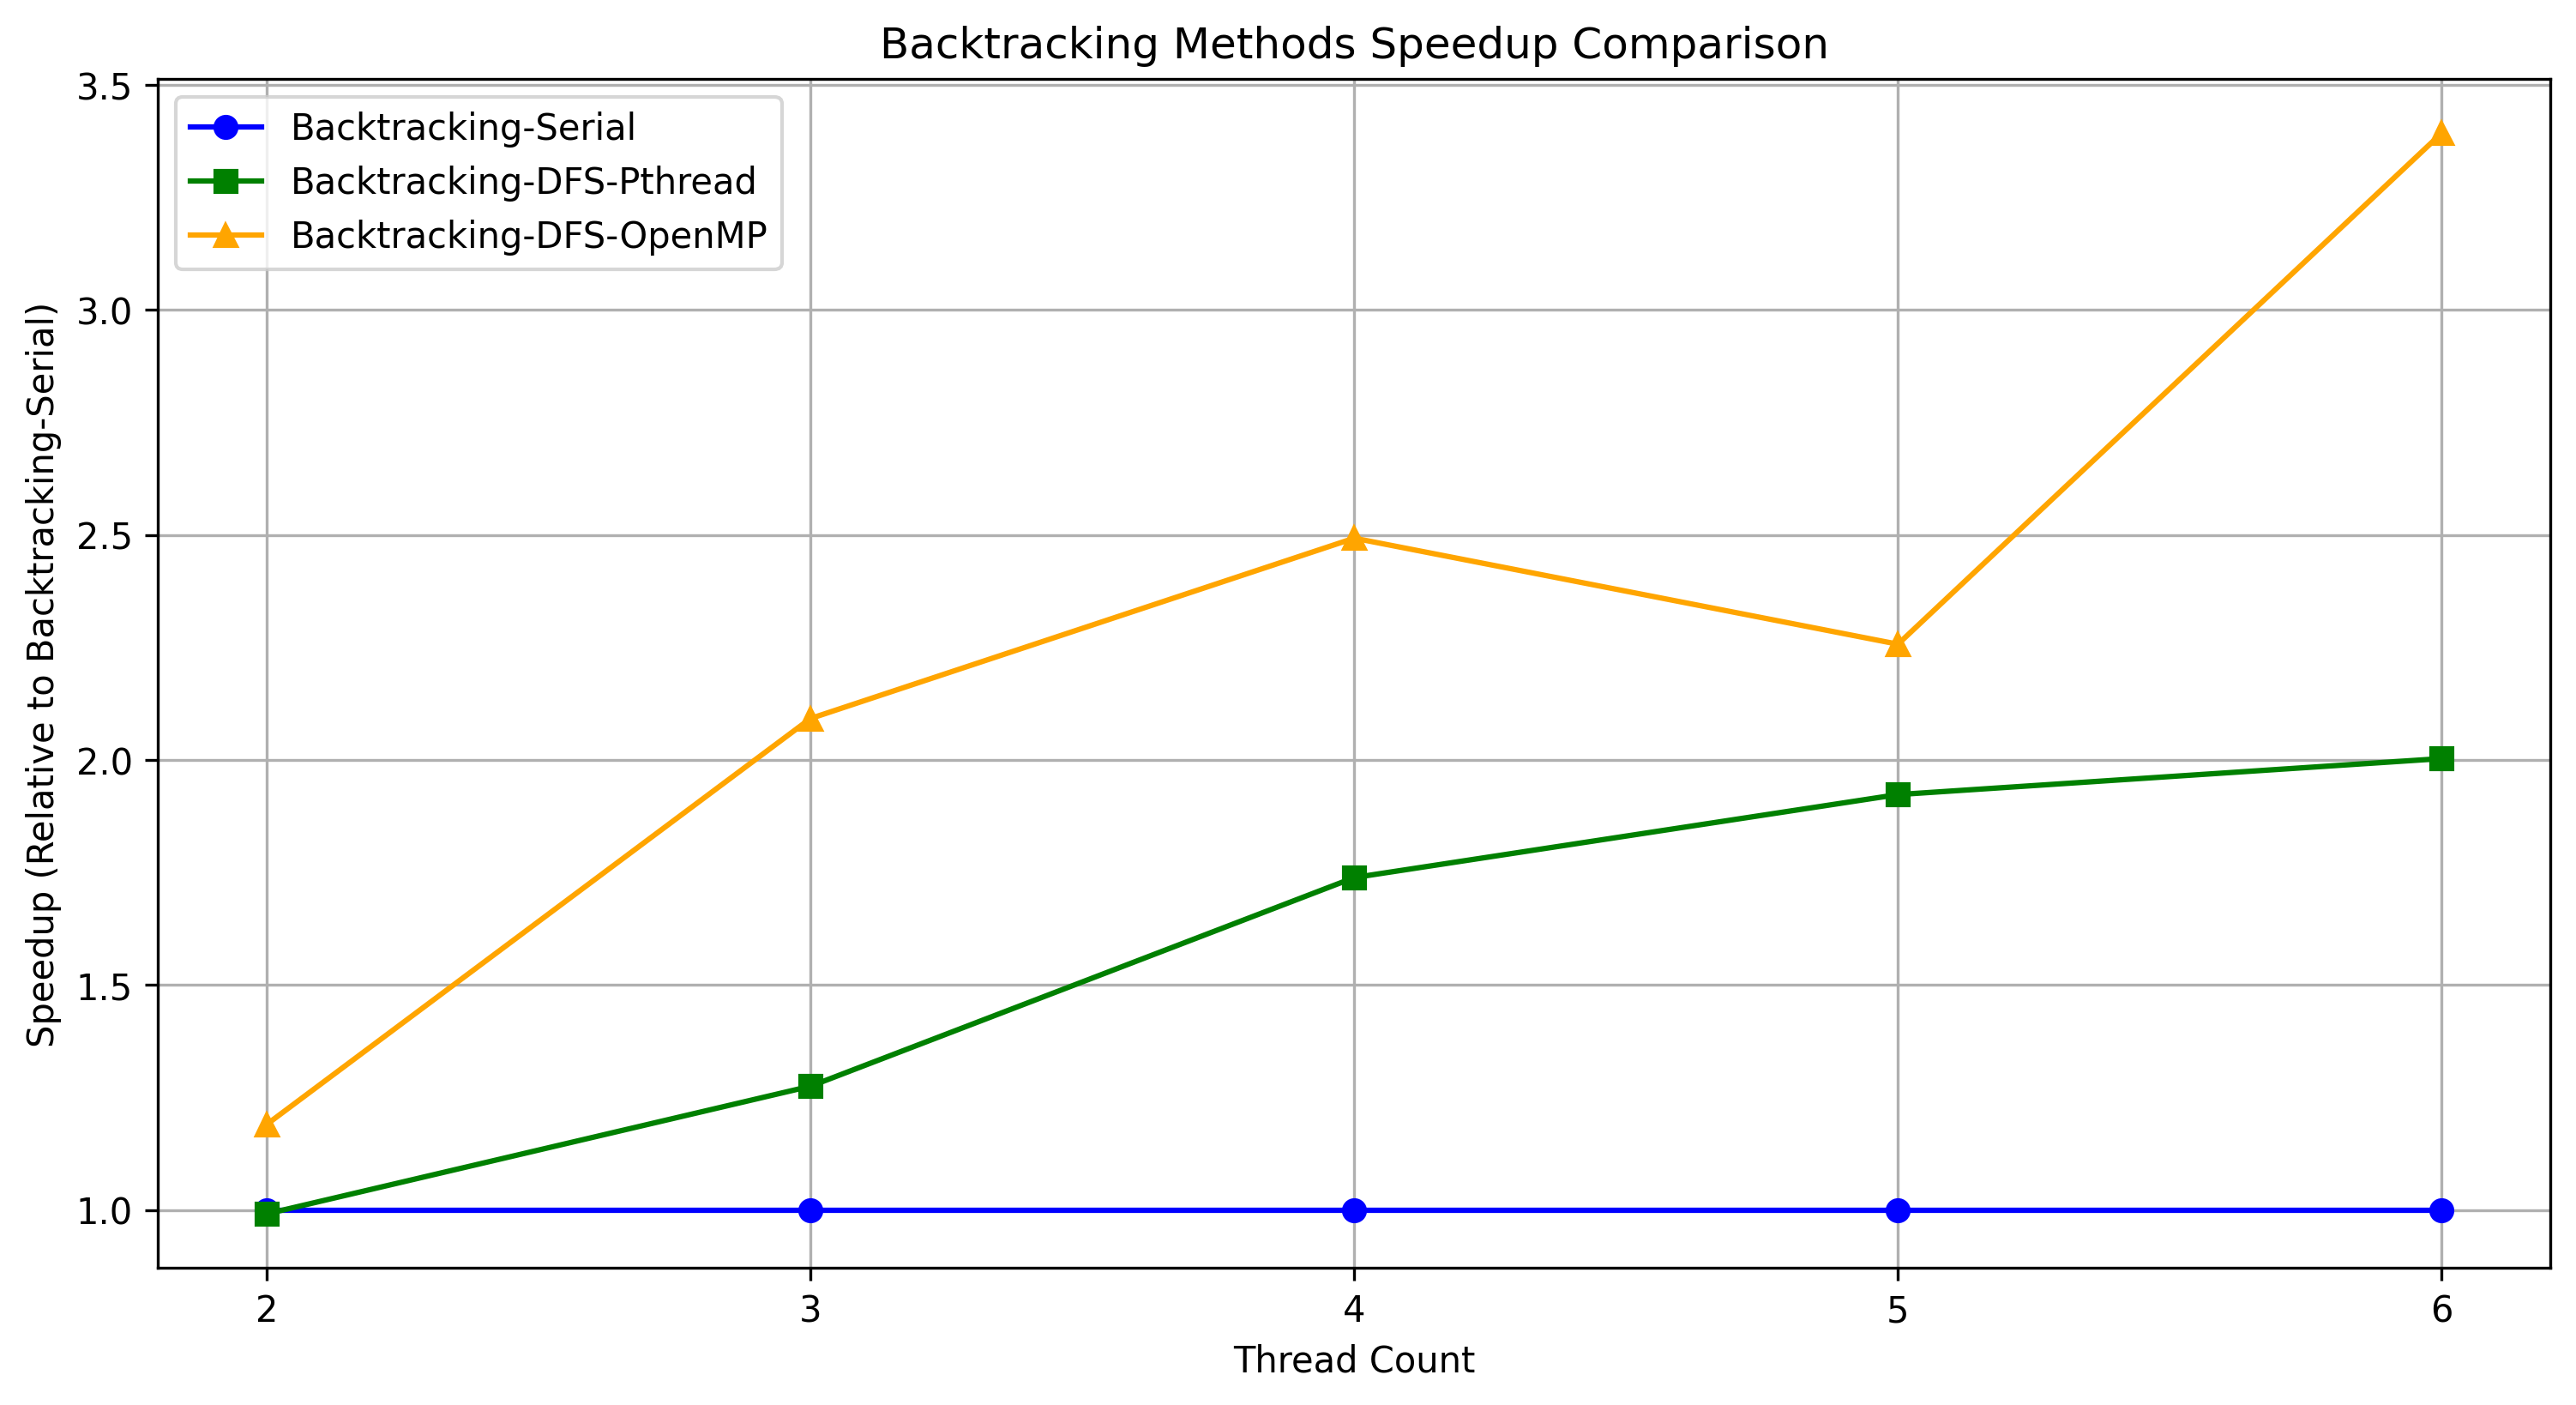 Backtracking Methods Speedup Comparison
Speedup (Relative to Backtracking-Serial)
3.5
3.0
2.5
2.0
1.5
1.0
Backtracking-Serial
Backtracking-DFS-Pthread
Backtracking-DFS-OpenMP
2 3 4 5 6
Thread Count